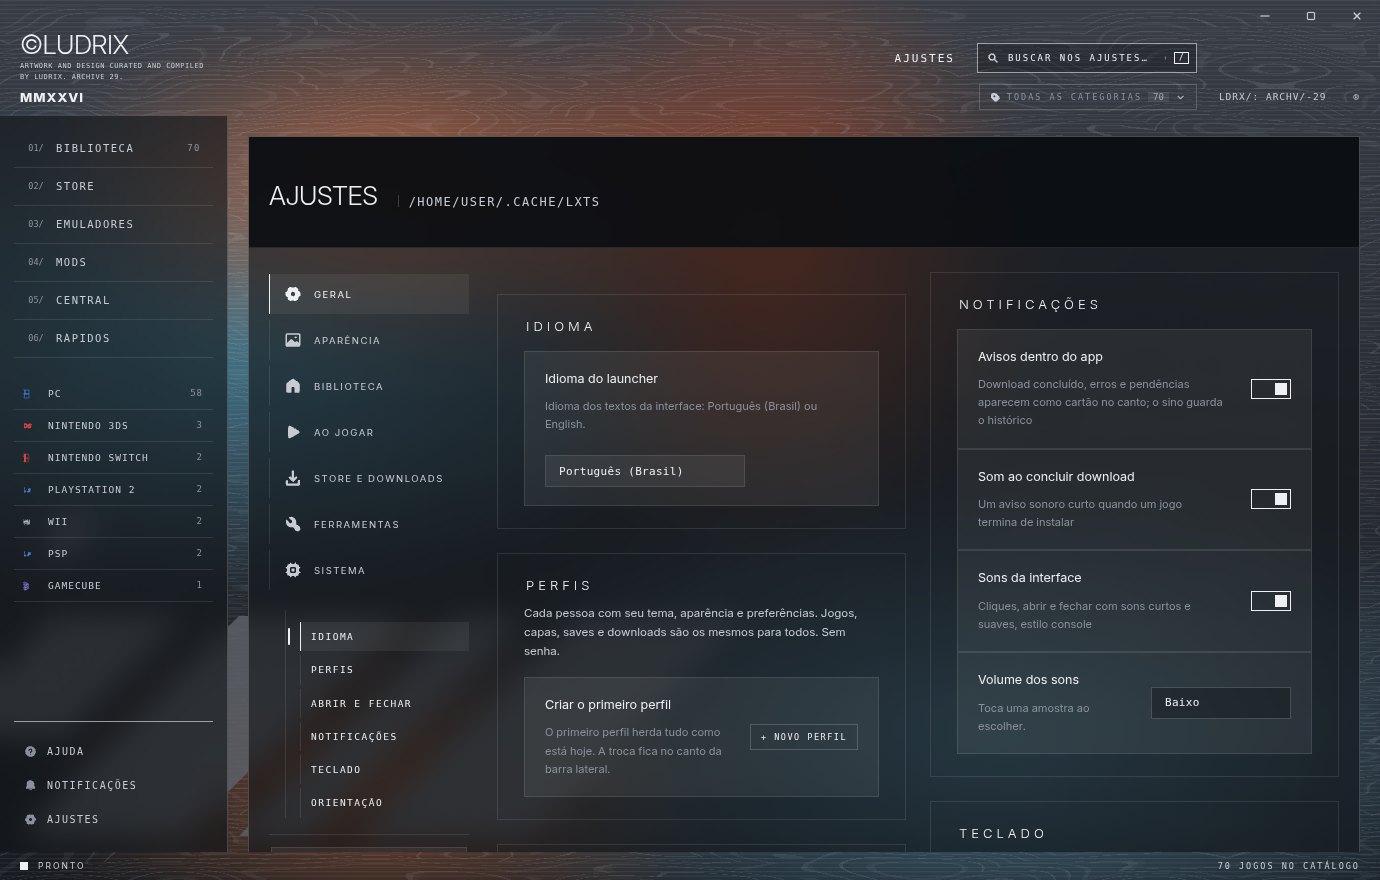 ©LUDRIX
ARTWORK AND DESIGN CURATED AND COMPILED
BY LUDRIX. ARCHIVE 29.
MMXXVI
AJUSTES
BUSCAR NOS AJUSTES…
/
TODAS AS CATEGORIAS 70
LDRX/: ARCHV/-29 ®
01/ BIBLIOTECA 70
02/ STORE
03/ EMULADORES
04/ MODS
05/ CENTRAL
06/ RÁPIDOS
PC 58
NINTENDO 3DS 3
NINTENDO SWITCH 2
PLAYSTATION 2 2
WII 2
PSP 2
GAMECUBE 1
AJUDA
NOTIFICAÇÕES
AJUSTES
AJUSTES
/HOME/USER/.CACHE/LXTS
GERAL
APARÊNCIA
BIBLIOTECA
AO JOGAR
STORE E DOWNLOADS
FERRAMENTAS
SISTEMA
IDIOMA
PERFIS
ABRIR E FECHAR
NOTIFICAÇÕES
TECLADO
ORIENTAÇÃO
IDIOMA
Idioma do launcher
Idioma dos textos da interface: Português (Brasil) ou
English.
Português (Brasil)
PERFIS
Cada pessoa com seu tema, aparência e preferências. Jogos,
capas, saves e downloads são os mesmos para todos. Sem
senha.
Criar o primeiro perfil
O primeiro perfil herda tudo como
está hoje. A troca fica no canto da
barra lateral.
+ NOVO PERFIL
NOTIFICAÇÕES
Avisos dentro do app
Download concluído, erros e pendências
aparecem como cartão no canto; o sino guarda
o histórico
Som ao concluir download
Um aviso sonoro curto quando um jogo
termina de instalar
Sons da interface
Cliques, abrir e fechar com sons curtos e
suaves, estilo console
Volume dos sons
Toca uma amostra ao
escolher.
Baixo
TECLADO
PRONTO
70 JOGOS NO CATÁLOGO